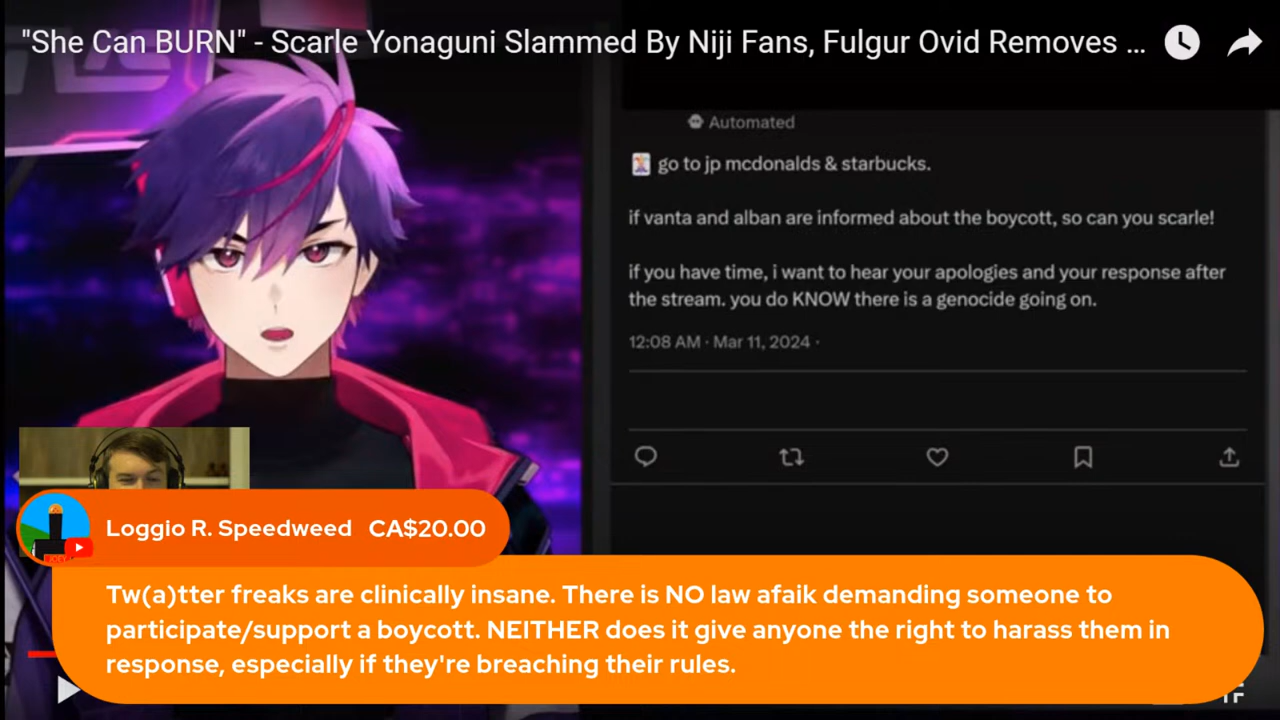 "She Can BURN" - Scarle Yonaguni Slammed By Niji Fans, Fulgur Ovid Removes ...
Automated
go to jp mcdonalds & starbucks.
if vanta and alban are informed about the boycott, so can you scarle!
if you have time, i want to hear your apologies and your response after
the stream. you do KNOW there is a genocide going on.
12:08 AM · Mar 11, 2024 ·
Loggio R. Speedweed CA$20.00
Tw(a)tter freaks are clinically insane. There is NO law afaik demanding someone to
participate/support a boycott. NEITHER does it give anyone the right to harass them in
response, especially if they're breaching their rules.